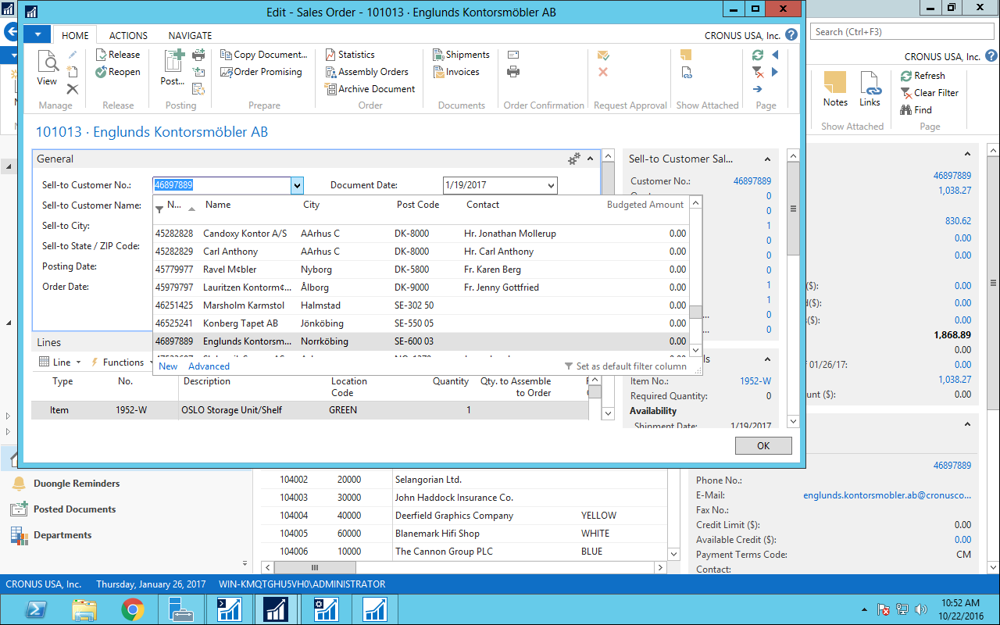 Edit - Sales Order - 101013 · Englunds Kontorsmöbler AB
HOME ACTIONS NAVIGATE CRONUS USA, Inc.
Search (Ctrl+F3)
CRONUS USA, Inc.
View
Manage
Release
Reopen
Release
Post...
Posting
Copy Document...
Order Promising
Prepare
Statistics
Assembly Orders
Archive Document
Order
Shipments
Invoices
Documents
Order Confirmation
Request Approval
Show Attached
Page
Notes
Links
Show Attached
Refresh
Clear Filter
Find
Page
101013 · Englunds Kontorsmöbler AB
General
Sell-to Customer No.: 46897889
Document Date: 1/19/2017
Sell-to Customer Name:
Sell-to City:
Sell-to State / ZIP Code:
Posting Date:
Order Date:
N... Name City Post Code Contact Budgeted Amount
45282828 Candoxy Kontor A/S AArhus C DK-8000 Hr. Jonathan Mollerup 0.00
45282829 Carl Anthony AArhus C DK-8000 Hr. Carl Anthony 0.00
45779977 Ravel M¢bler Nyborg DK-5800 Fr. Karen Berg 0.00
45979797 Lauritzen Kontorm¢... Ålborg DK-9000 Fr. Jenny Gottfried 0.00
46251425 Marsholm Karmstol Halmstad SE-302 50 0.00
46525241 Konberg Tapet AB Jönköbing SE-550 05 0.00
46897889 Englunds Kontorsm... Norrköbing SE-600 03 0.00
New Advanced Set as default filter column
Lines
Line Functions
Type No. Description Location Code Quantity Qty. to Assemble to Order
Item 1952-W OSLO Storage Unit/Shelf GREEN 1
Sell-to Customer Sal...
Customer No.: 46897889
0
0
1
0
0
0
1
1
0
0
Item No.: 1952-W
Required Quantity: 0
Availability
Shipment Date: 1/19/2017
OK
46897889
1,038.27
830.62
0.00
0.00
($): 0.00
($): 0.00
($): 0.00
1,868.89
0.00
01/26/17: 0.00
1,038.27
unt ($): 0.00
46897889
Phone No.:
E-Mail: englunds.kontorsmobler.ab@cronusco...
Fax No.:
Credit Limit ($): 0.00
Available Credit ($): 0.00
Payment Terms Code: CM
Contact:
Duongle Reminders
Posted Documents
Departments
104002 20000 Selangorian Ltd.
104003 30000 John Haddock Insurance Co.
104004 40000 Deerfield Graphics Company YELLOW
104005 60000 Blanemark Hifi Shop WHITE
104006 10000 The Cannon Group PLC BLUE
CRONUS USA, Inc. Thursday, January 26, 2017 WIN-KMQTGHU5VH0\ADMINISTRATOR
10:52 AM
10/22/2016